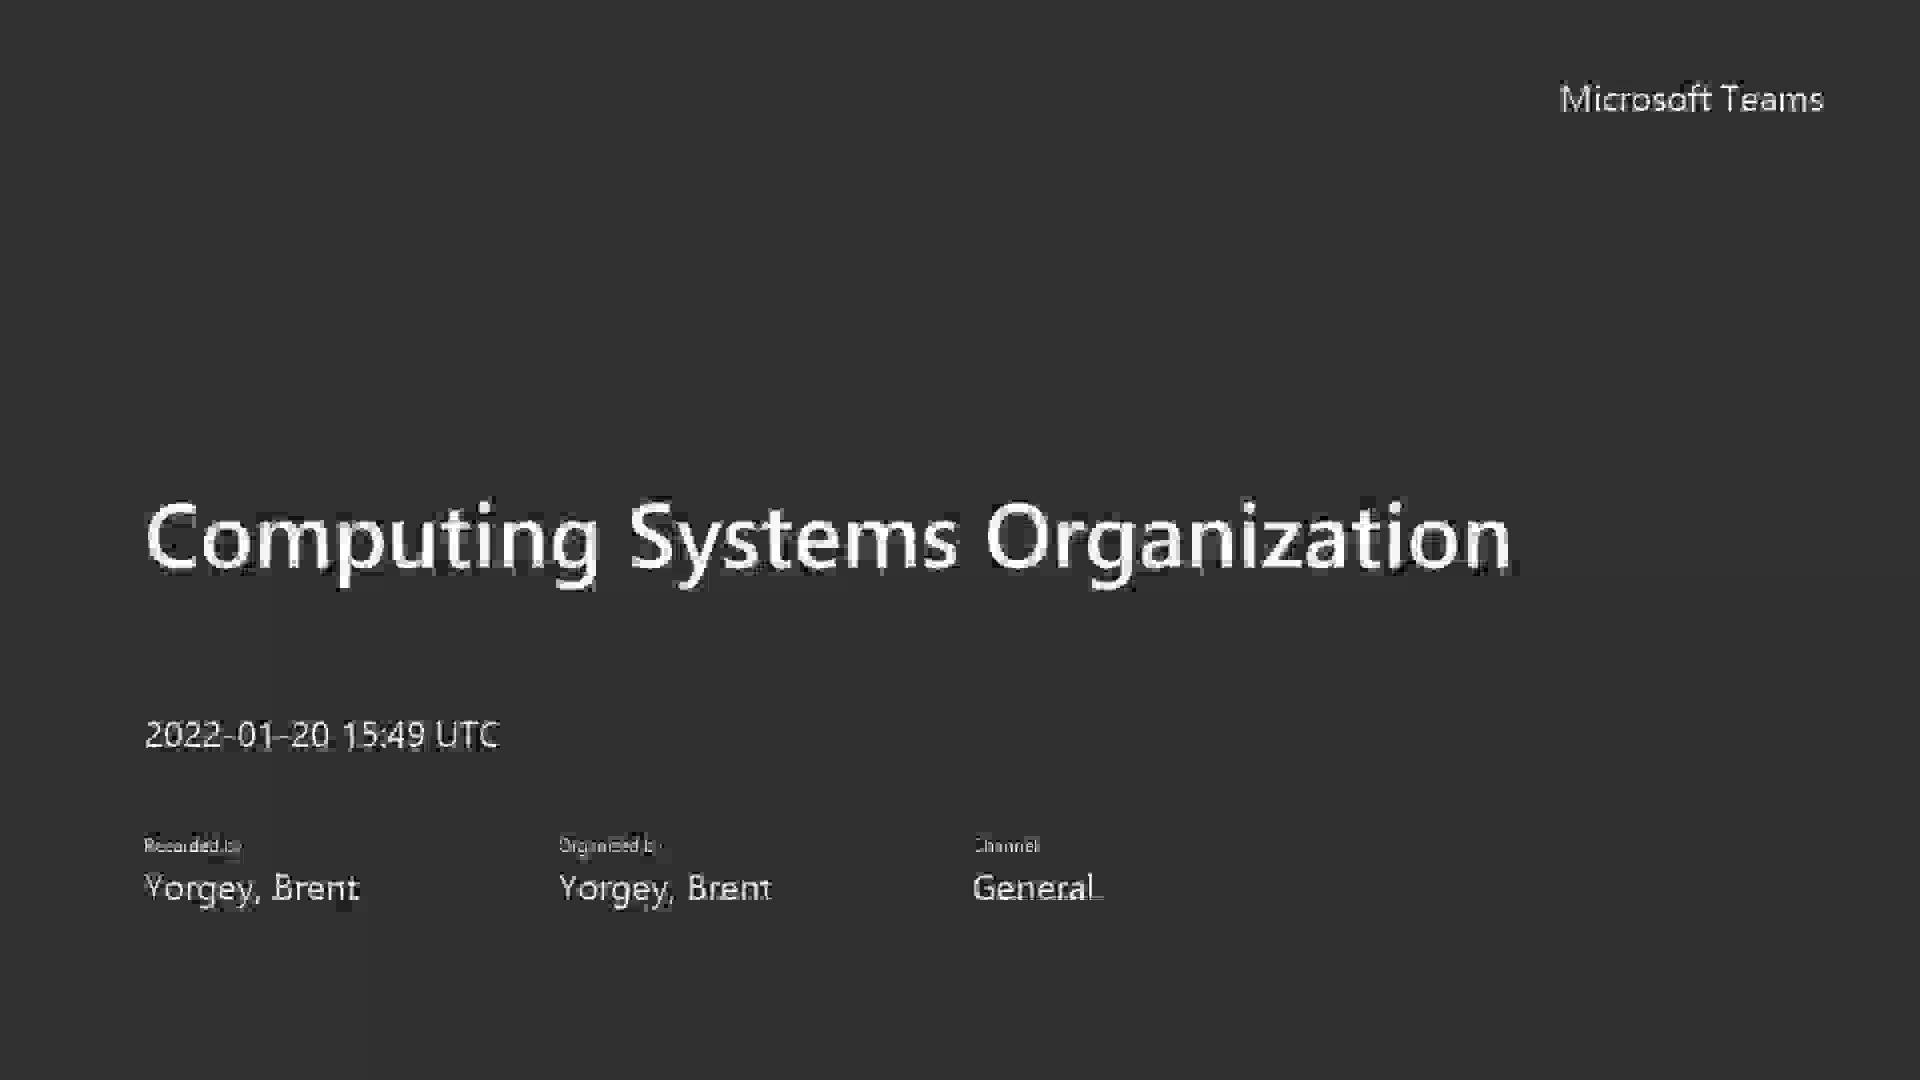 Microsoft Teams
Computing Systems Organization
2022-01-20 15:49 UTC
Recorded by
Organized by
Channel
Yorgey, Brent
Yorgey, Brent
General